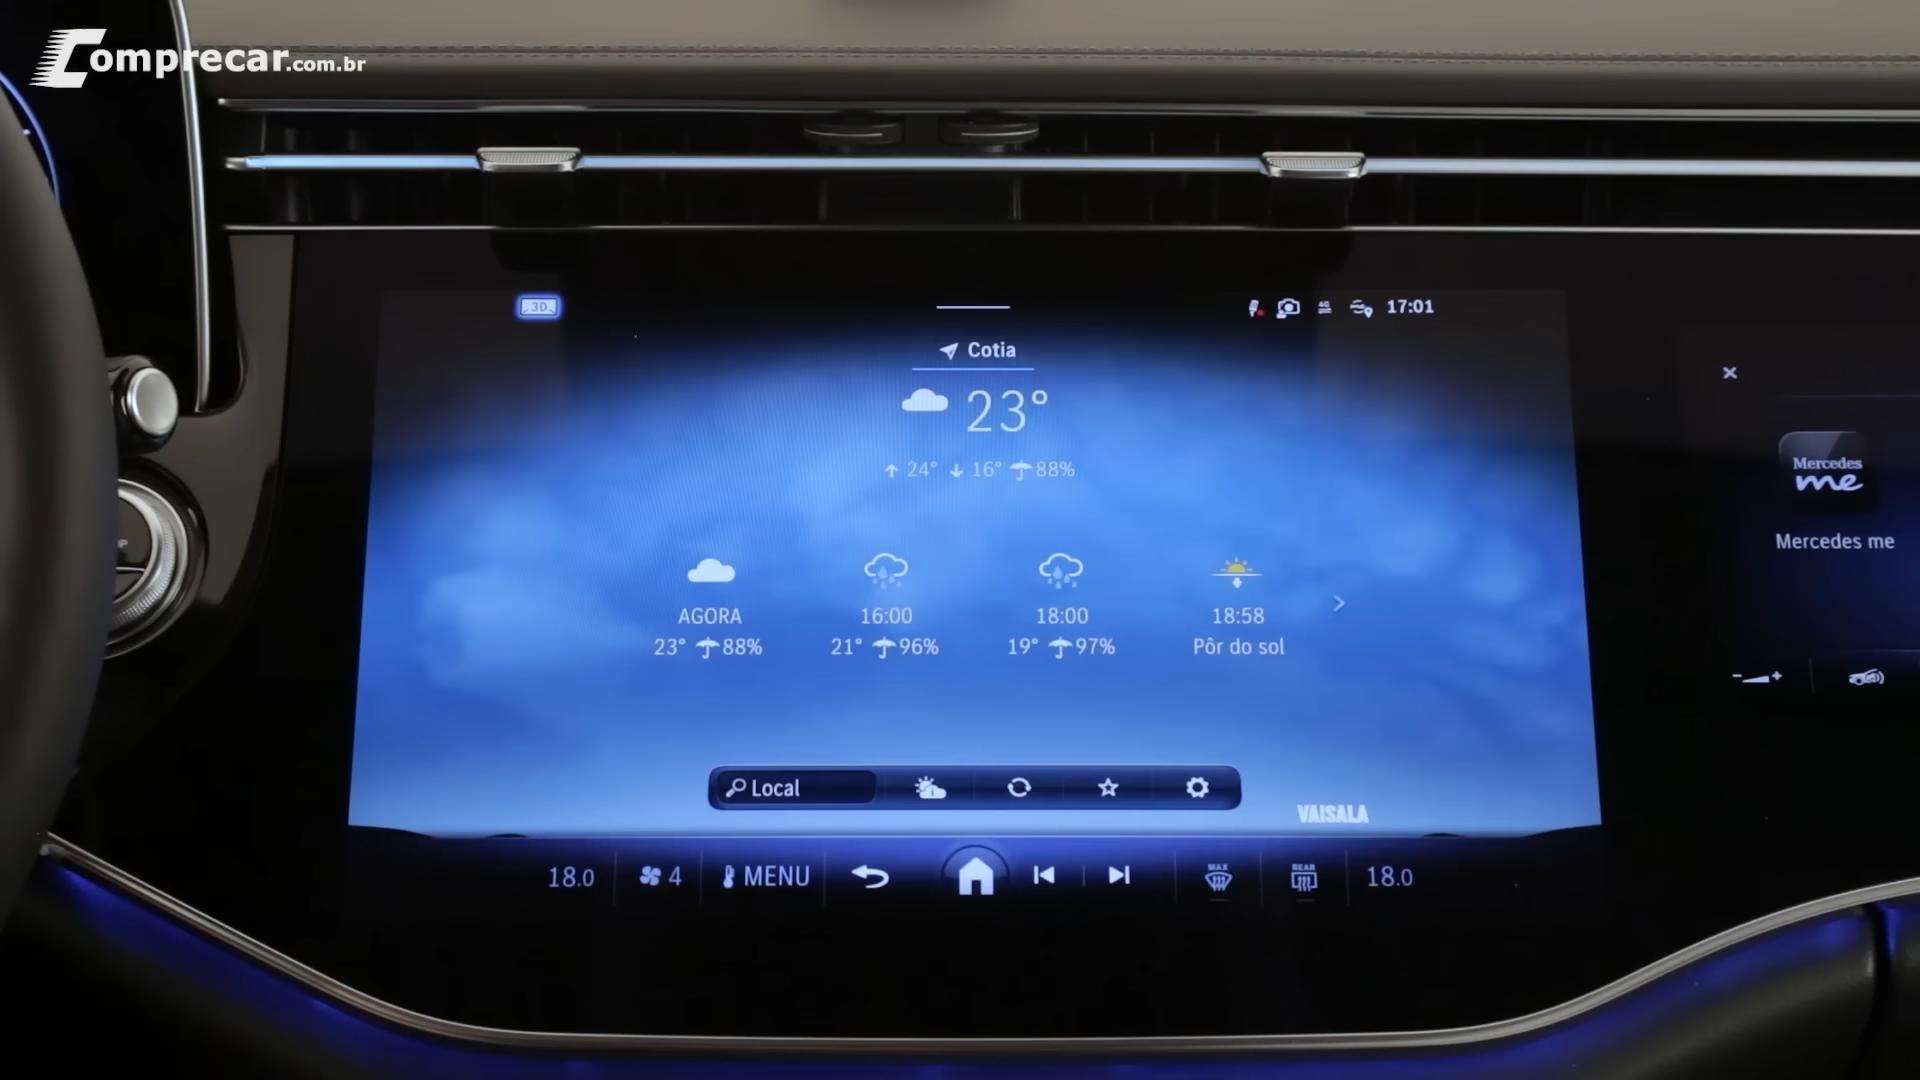 Comprecar.com.br
3D
4G
17:01
Cotia
23°
24° 16° 88%
AGORA
23° 88%
16:00
21° 96%
18:00
19° 97%
18:58
Pôr do sol
Local
VAISALA
18.0
4
MENU
MAX
REAR
18.0
Mercedes
me
Mercedes me